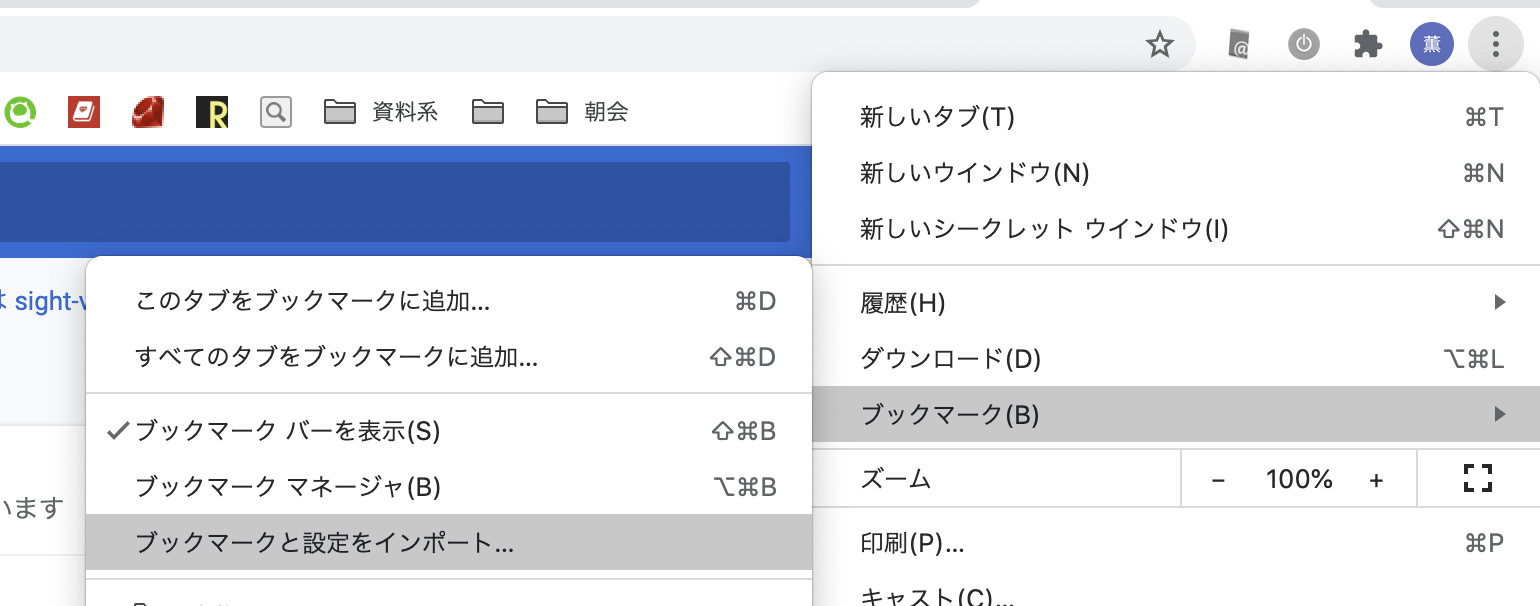 薫
資料系
朝会
新しいタブ(T) ⌘T
新しいウインドウ(N) ⌘N
新しいシークレット ウインドウ(I) ⇧⌘N
履歴(H)
ダウンロード(D) ⌥⌘L
ブックマーク(B)
ズーム - 100% +
印刷(P)... ⌘P
キャスト(C)...
このタブをブックマークに追加... ⌘D
すべてのタブをブックマークに追加... ⇧⌘D
✓ ブックマーク バーを表示(S) ⇧⌘B
ブックマーク マネージャ(B) ⌥⌘B
ブックマークと設定をインポート...
は sight-v
います